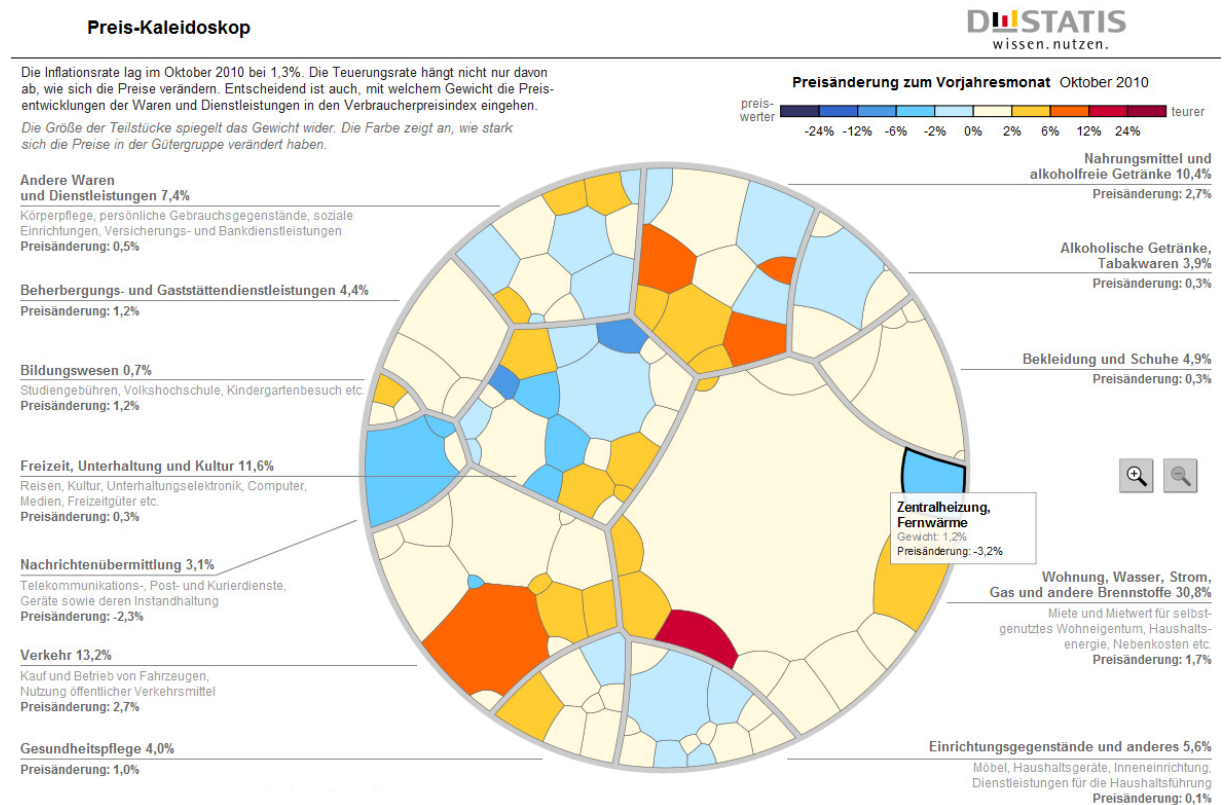 Preis-Kaleidoskop
DESTATIS
wissen.nutzen.
Die Inflationsrate lag im Oktober 2010 bei 1,3%. Die Teuerungsrate hängt nicht nur davon
ab, wie sich die Preise verändern. Entscheidend ist auch, mit welchem Gewicht die Preis-
entwicklungen der Waren und Dienstleistungen in den Verbraucherpreisindex eingehen.
Die Größe der Teilstücke spiegelt das Gewicht wider. Die Farbe zeigt an, wie stark
sich die Preise in der Gütergruppe verändert haben.
Preisänderung zum Vorjahresmonat Oktober 2010
preis-
werter
teurer
-24% -12% -6% -2% 0% 2% 6% 12% 24%
Andere Waren
und Dienstleistungen 7,4%
Körperpflege, persönliche Gebrauchsgegenstände, soziale
Einrichtungen, Versicherungs- und Bankdienstleistungen
Preisänderung: 0,5%
Beherbergungs- und Gaststättendienstleistungen 4,4%
Preisänderung: 1,2%
Bildungswesen 0,7%
Studiengebühren, Volkshochschule, Kindergartenbesuch etc.
Preisänderung: 1,2%
Freizeit, Unterhaltung und Kultur 11,6%
Reisen, Kultur, Unterhaltungselektronik, Computer,
Medien, Freizeitgüter etc.
Preisänderung: 0,3%
Nachrichtenübermittlung 3,1%
Telekommunikations-, Post- und Kurierdienste,
Geräte sowie deren Instandhaltung
Preisänderung: -2,3%
Verkehr 13,2%
Kauf und Betrieb von Fahrzeugen,
Nutzung öffentlicher Verkehrsmittel
Preisänderung: 2,7%
Gesundheitspflege 4,0%
Preisänderung: 1,0%
Nahrungsmittel und
alkoholfreie Getränke 10,4%
Preisänderung: 2,7%
Alkoholische Getränke,
Tabakwaren 3,9%
Preisänderung: 0,3%
Bekleidung und Schuhe 4,9%
Preisänderung: 0,3%
Zentralheizung,
Fernwärme
Gewicht: 1,2%
Preisänderung: -3,2%
Wohnung, Wasser, Strom,
Gas und andere Brennstoffe 30,8%
Miete und Mietwert für selbst-
genutztes Wohneigentum, Haushalts-
energie, Nebenkosten etc.
Preisänderung: 1,7%
Einrichtungsgegenstände und anderes 5,6%
Möbel, Haushaltsgeräte, Inneneinrichtung,
Dienstleistungen für die Haushaltsführung
Preisänderung: 0,1%